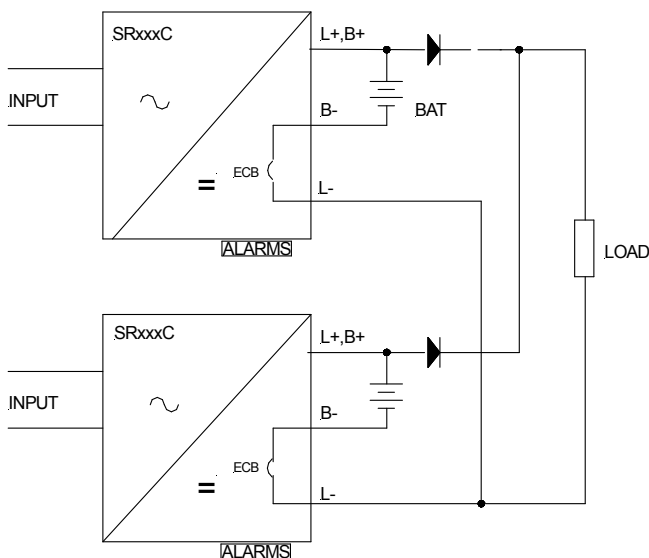 SRxxxC
L+,B+
INPUT
B-
BAT
ECB
L-
ALARMS
LOAD
SRxxxC
L+,B+
INPUT
B-
ECB
L-
ALARMS